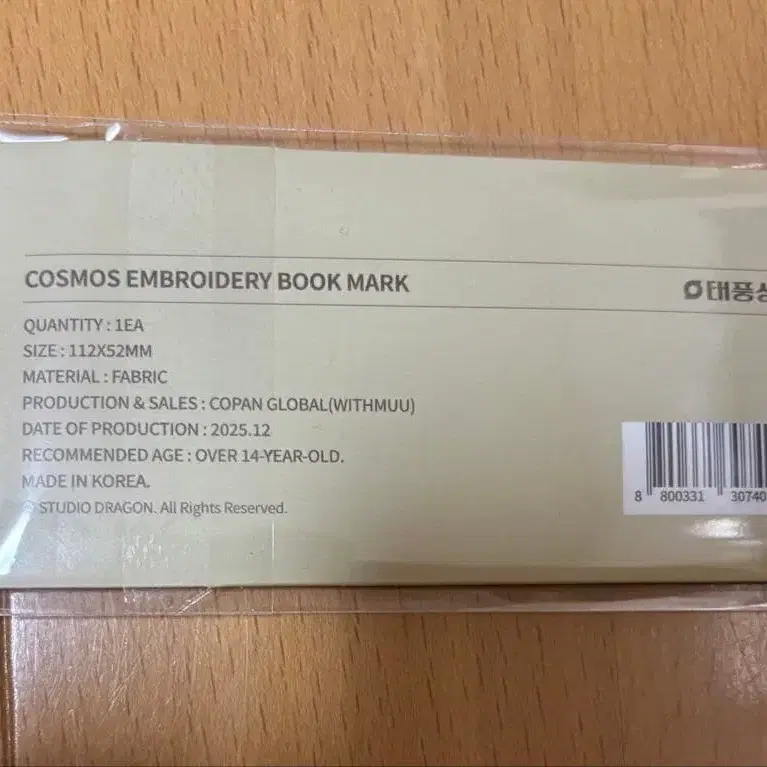 COSMOS EMBROIDERY BOOK MARK
태풍상
QUANTITY : 1EA
SIZE : 112X52MM
MATERIAL : FABRIC
PRODUCTION & SALES : COPAN GLOBAL(WITHMUU)
DATE OF PRODUCTION : 2025.12
RECOMMENDED AGE : OVER 14-YEAR-OLD.
MADE IN KOREA.
© STUDIO DRAGON. All Rights Reserved.
8 800331 30740